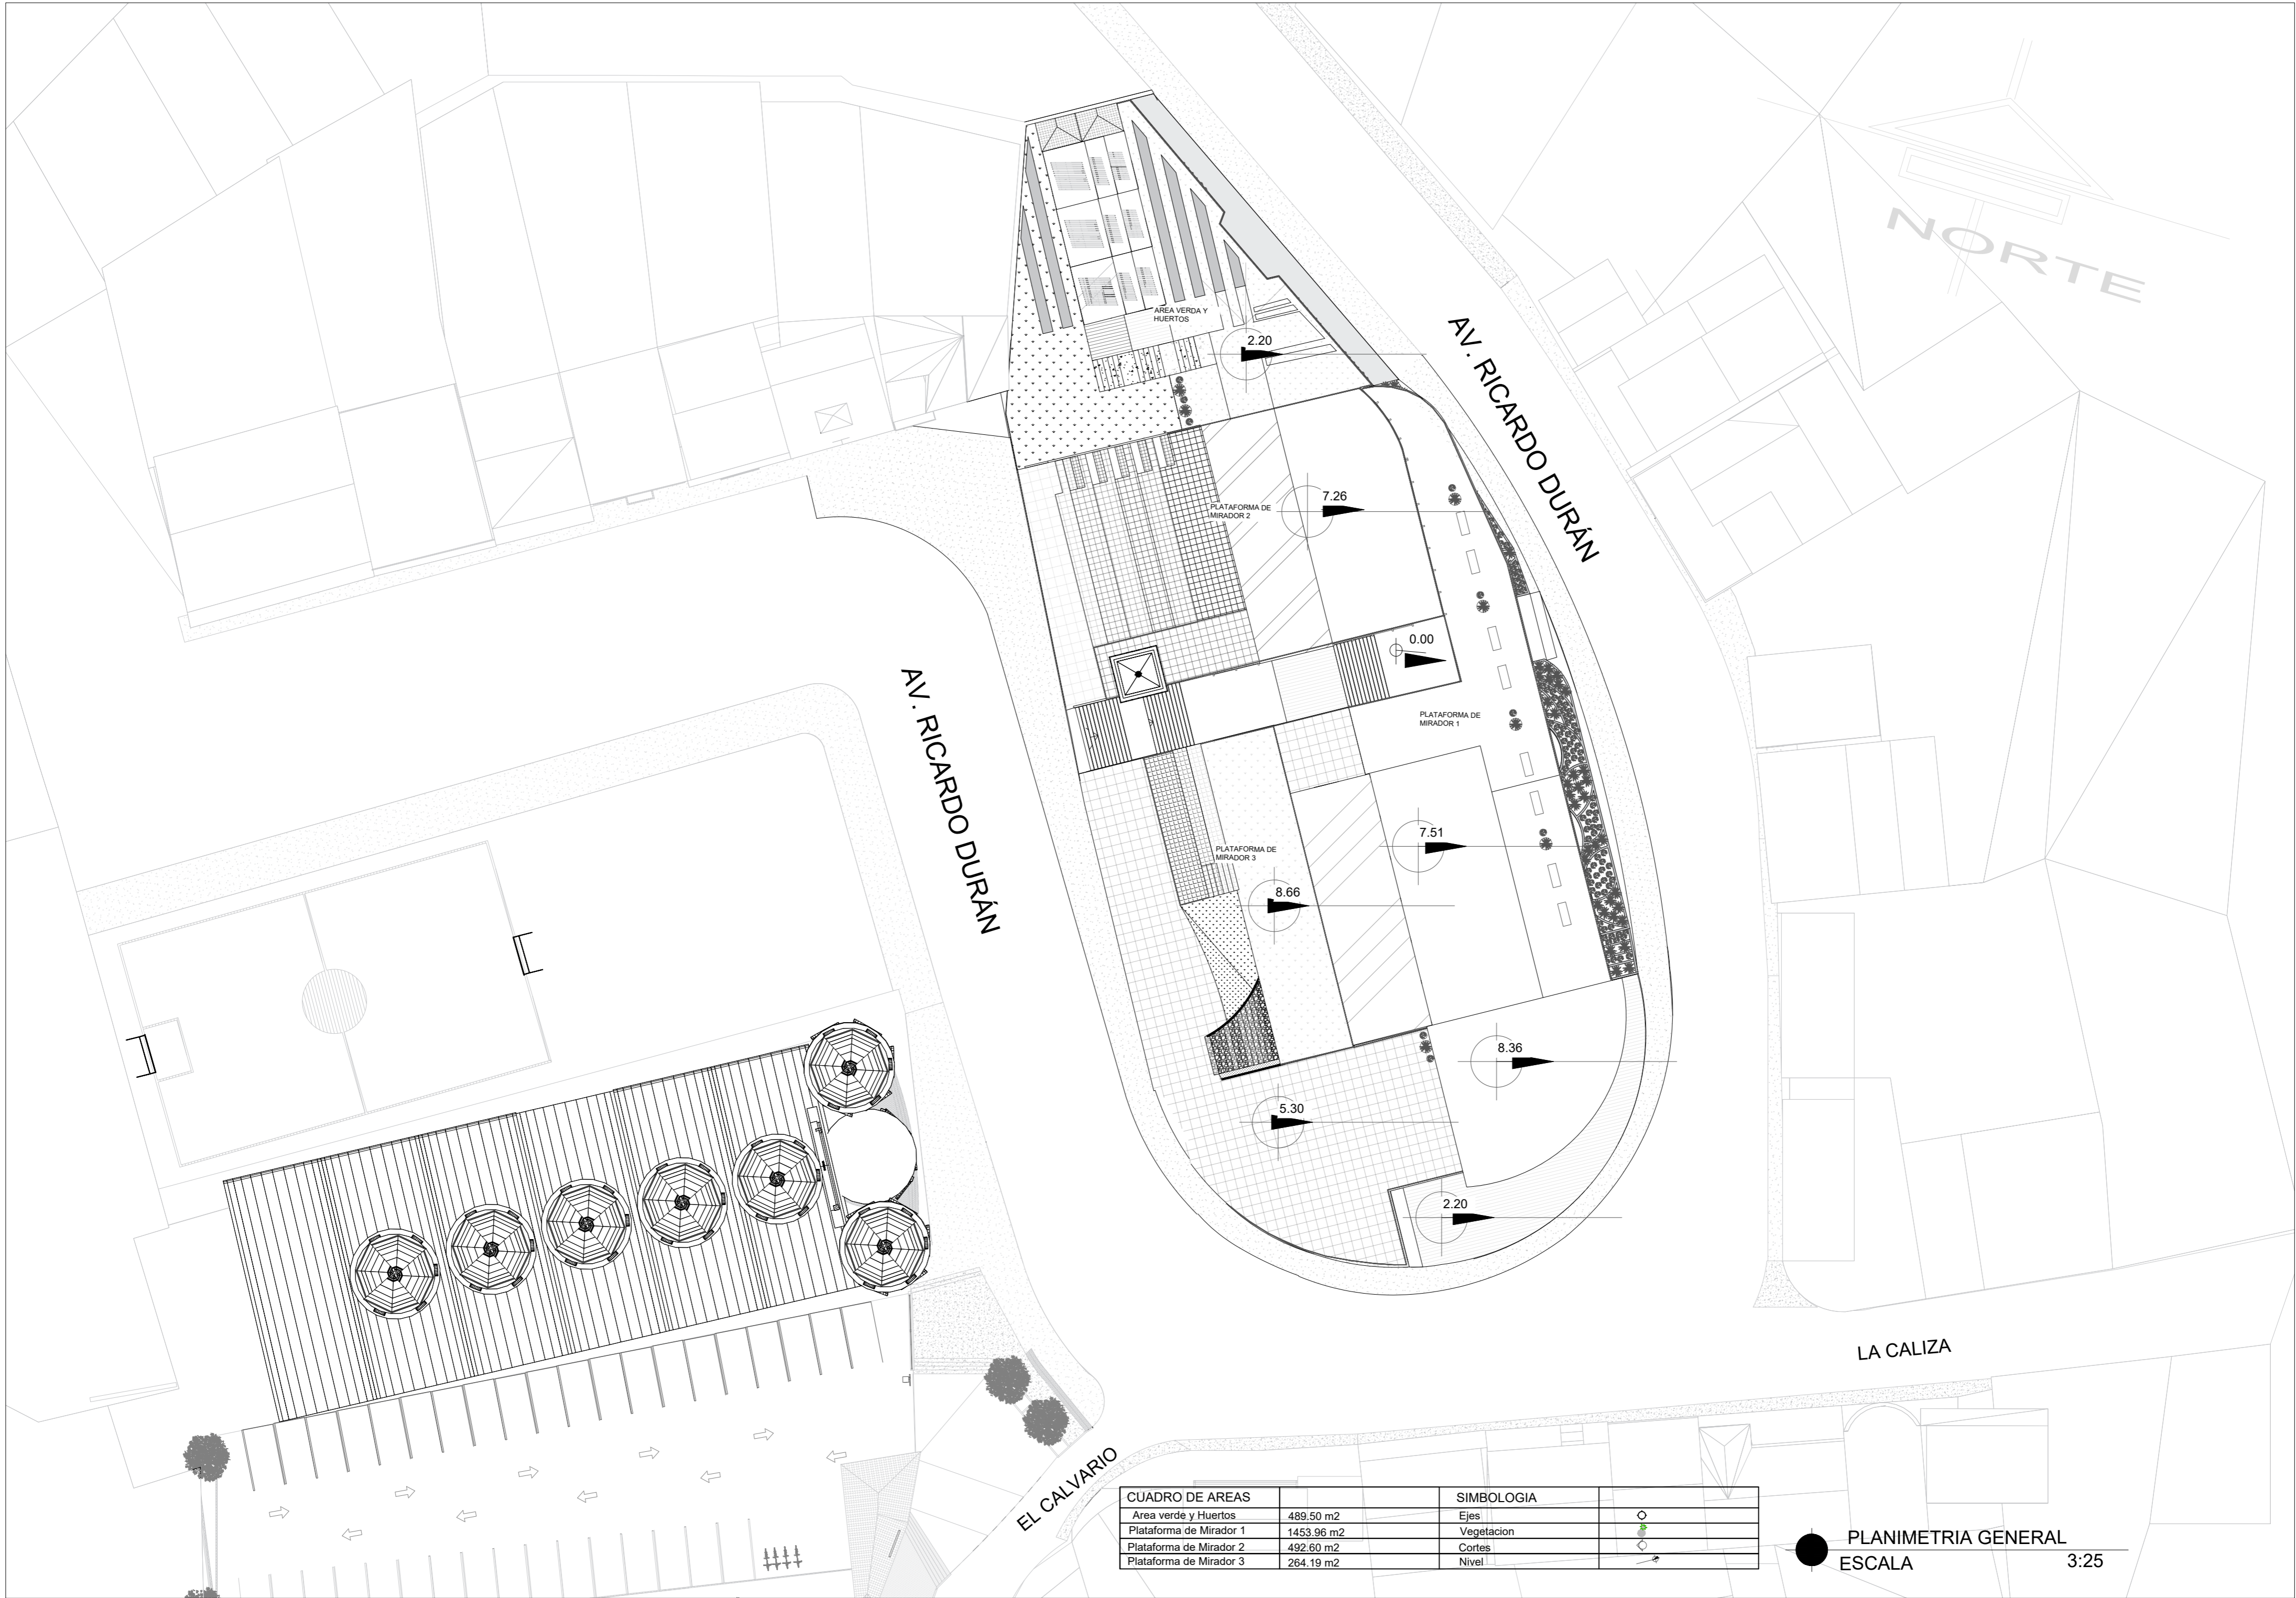 NORTE
AREA VERDA Y
HUERTOS
2.20
AV. RICARDO DURÁN
7.26
PLATAFORMA DE
MIRADOR 2
0.00
AV. RICARDO DURÁN
PLATAFORMA DE
MIRADOR 1
7.51
PLATAFORMA DE
MIRADOR 3
8.66
8.36
5.30
2.20
LA CALIZA
EL CALVARIO
CUADRO DE AREAS SIMBOLOGIA
Area verde y Huertos 489.50 m2 Ejes
Plataforma de Mirador 1 1453.96 m2 Vegetacion
Plataforma de Mirador 2 492.60 m2 Cortes
Plataforma de Mirador 3 264.19 m2 Nivel
PLANIMETRIA GENERAL
ESCALA 3:25